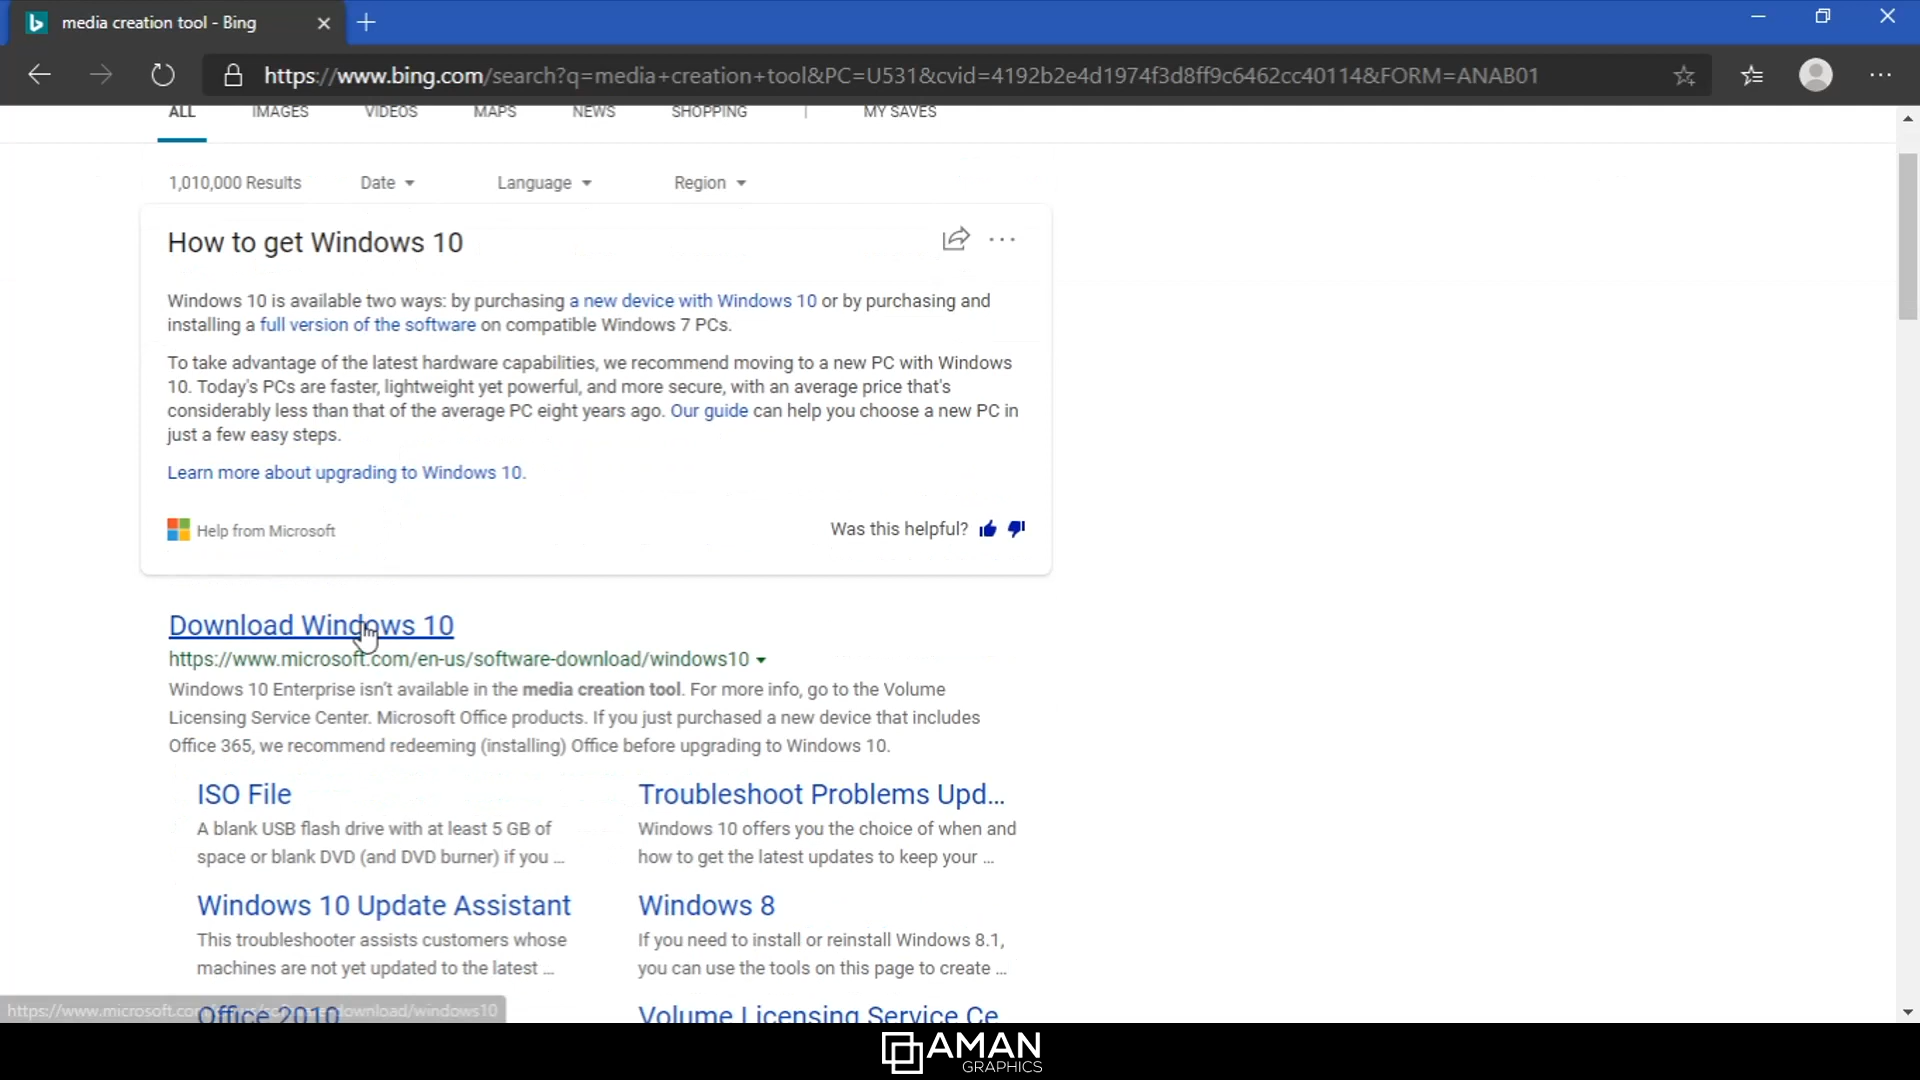 media creation tool - Bing
https://www.bing.com/search?q=media+creation+tool&PC=U531&cvid=4192b2e4d1974f3d8ff9c6462cc40114&FORM=ANAB01
ALL IMAGES VIDEOS MAPS NEWS SHOPPING | MY SAVES
1,010,000 Results Date Language Region
How to get Windows 10
Windows 10 is available two ways: by purchasing a new device with Windows 10 or by purchasing and
installing a full version of the software on compatible Windows 7 PCs.
To take advantage of the latest hardware capabilities, we recommend moving to a new PC with Windows
10. Today's PCs are faster, lightweight yet powerful, and more secure, with an average price that's
considerably less than that of the average PC eight years ago. Our guide can help you choose a new PC in
just a few easy steps.
Learn more about upgrading to Windows 10.
Help from Microsoft Was this helpful?
Download Windows 10
https://www.microsoft.com/en-us/software-download/windows10
Windows 10 Enterprise isn't available in the media creation tool. For more info, go to the Volume
Licensing Service Center. Microsoft Office products. If you just purchased a new device that includes
Office 365, we recommend redeeming (installing) Office before upgrading to Windows 10.
ISO File
A blank USB flash drive with at least 5 GB of
space or blank DVD (and DVD burner) if you ...
Troubleshoot Problems Upd...
Windows 10 offers you the choice of when and
how to get the latest updates to keep your ...
Windows 10 Update Assistant
This troubleshooter assists customers whose
machines are not yet updated to the latest ...
Windows 8
If you need to install or reinstall Windows 8.1,
you can use the tools on this page to create ...
Office 2010
Volume Licensing Service Ce
AMAN
GRAPHICS